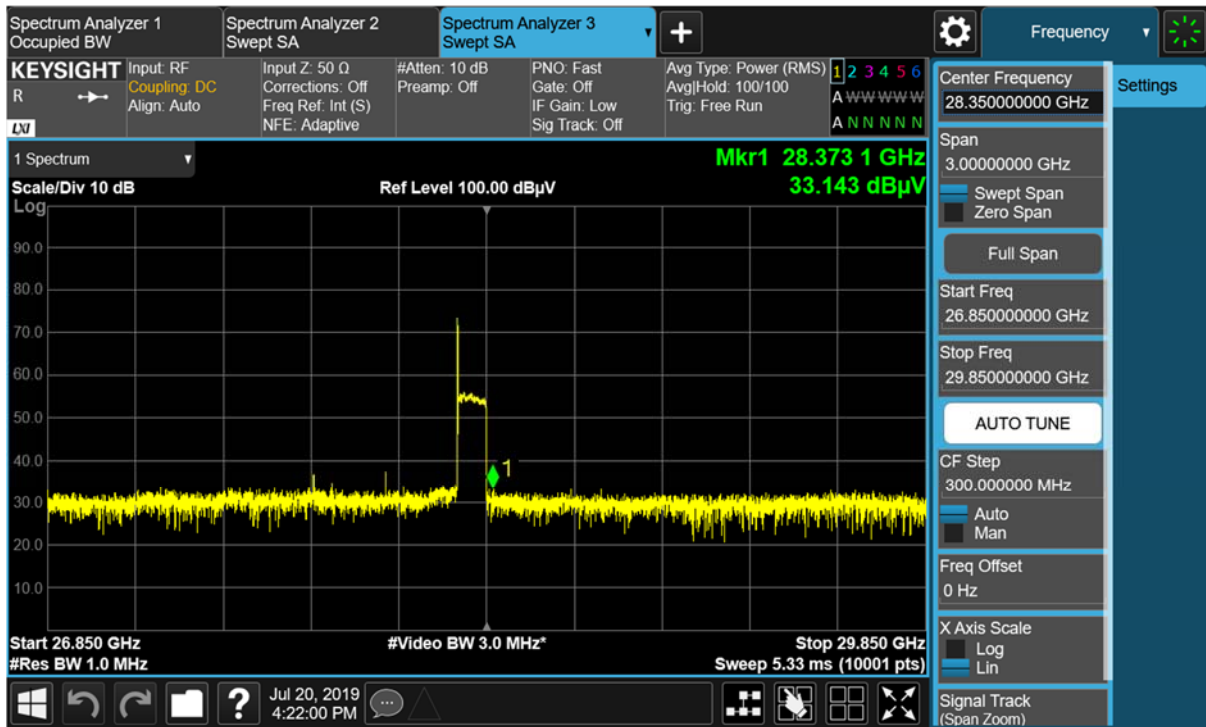 Spectrum Analyzer 1
Occupied BW
Spectrum Analyzer 2
Swept SA
Spectrum Analyzer 3
Swept SA
Frequency
KEYSIGHT
R
LXI
Input: RF
Coupling: DC
Align: Auto
Input Z: 50 Ω
Corrections: Off
Freq Ref: Int (S)
NFE: Adaptive
#Atten: 10 dB
Preamp: Off
PNO: Fast
Gate: Off
IF Gain: Low
Sig Track: Off
Avg Type: Power (RMS)
Avg|Hold: 100/100
Trig: Free Run
1 2 3 4 5 6
A W W W W W
A N N N N N
1 Spectrum
Scale/Div 10 dB
Ref Level 100.00 dBµV
Mkr1 28.373 1 GHz
33.143 dBµV
Log
90.0
80.0
70.0
60.0
50.0
40.0
30.0
20.0
10.0
1
Start 26.850 GHz
#Res BW 1.0 MHz
#Video BW 3.0 MHz*
Stop 29.850 GHz
Sweep 5.33 ms (10001 pts)
Center Frequency
28.350000000 GHz
Settings
Span
3.00000000 GHz
Swept Span
Zero Span
Full Span
Start Freq
26.850000000 GHz
Stop Freq
29.850000000 GHz
AUTO TUNE
CF Step
300.000000 MHz
Auto
Man
Freq Offset
0 Hz
X Axis Scale
Log
Lin
Signal Track
(Span Zoom)
?
Jul 20, 2019
4:22:00 PM